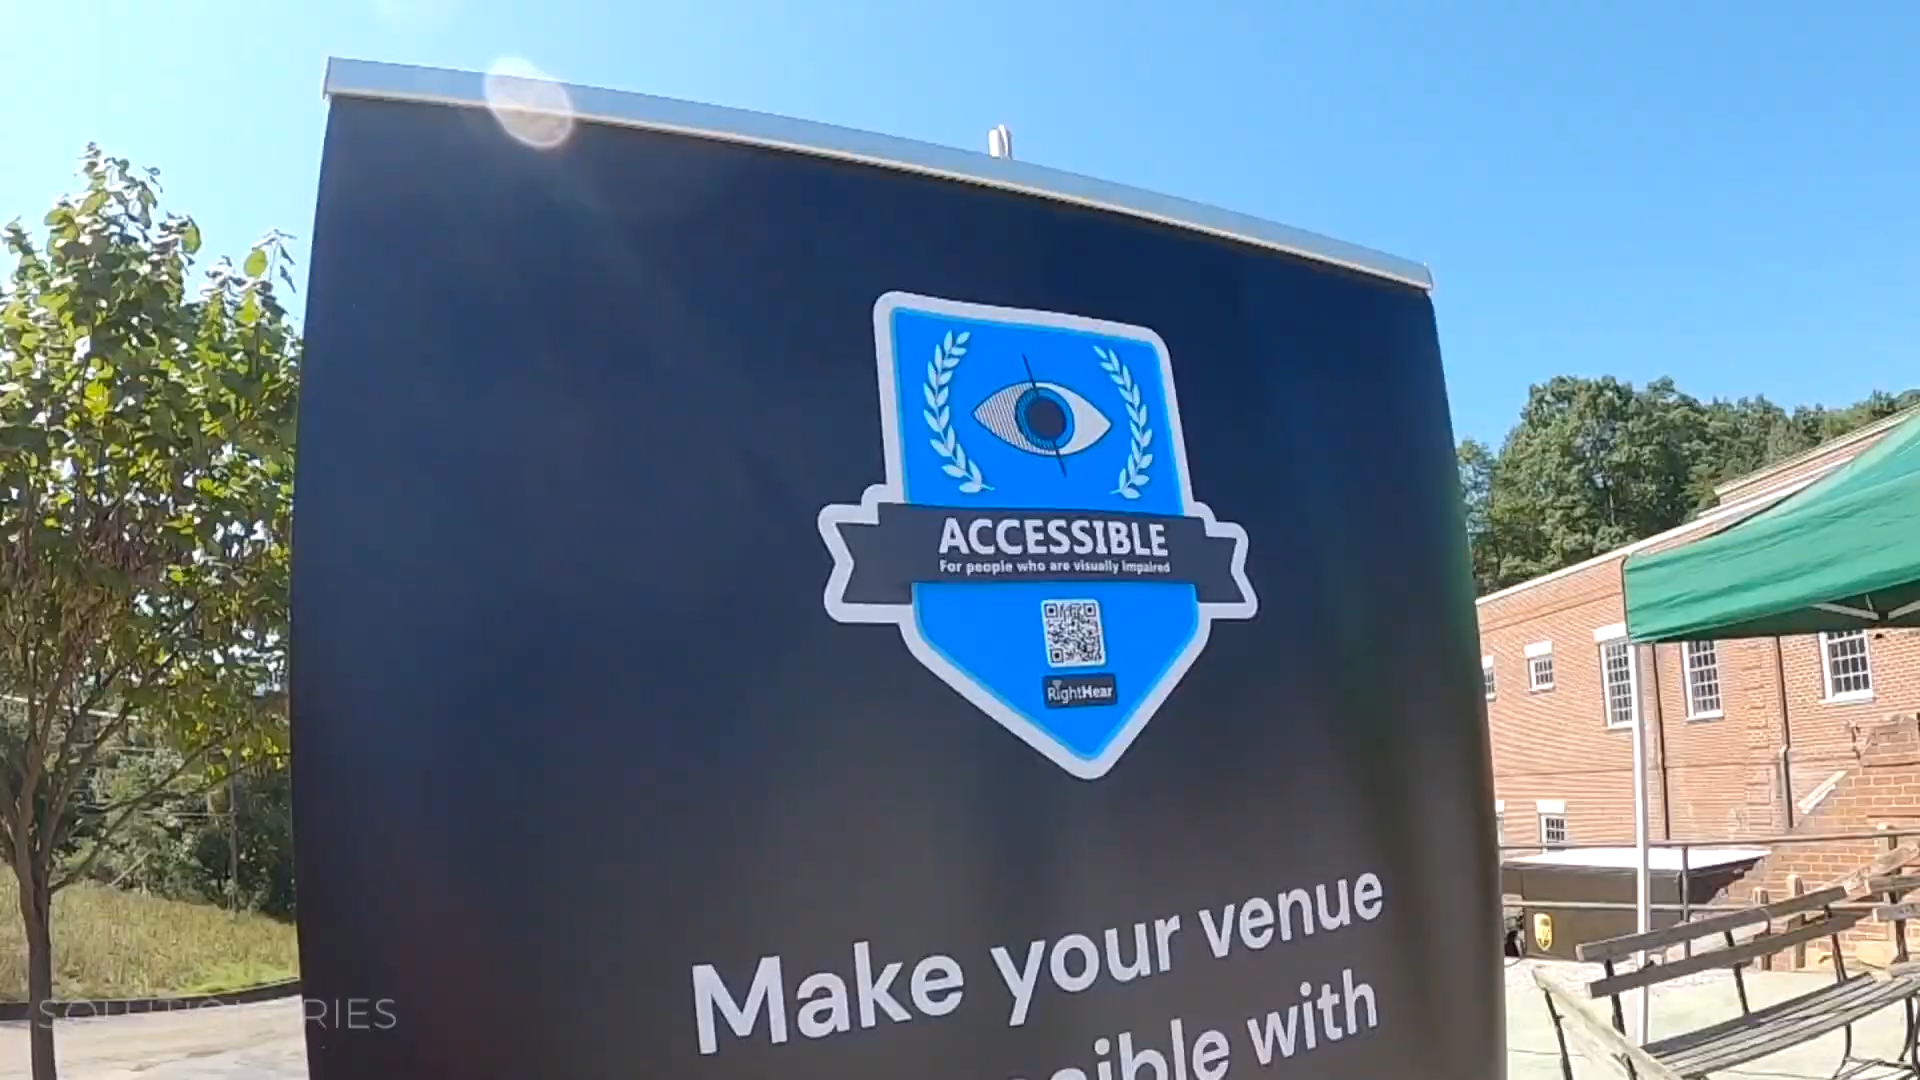 ACCESSIBLE
For people who are visually impaired
RightHear
Make your venue
with